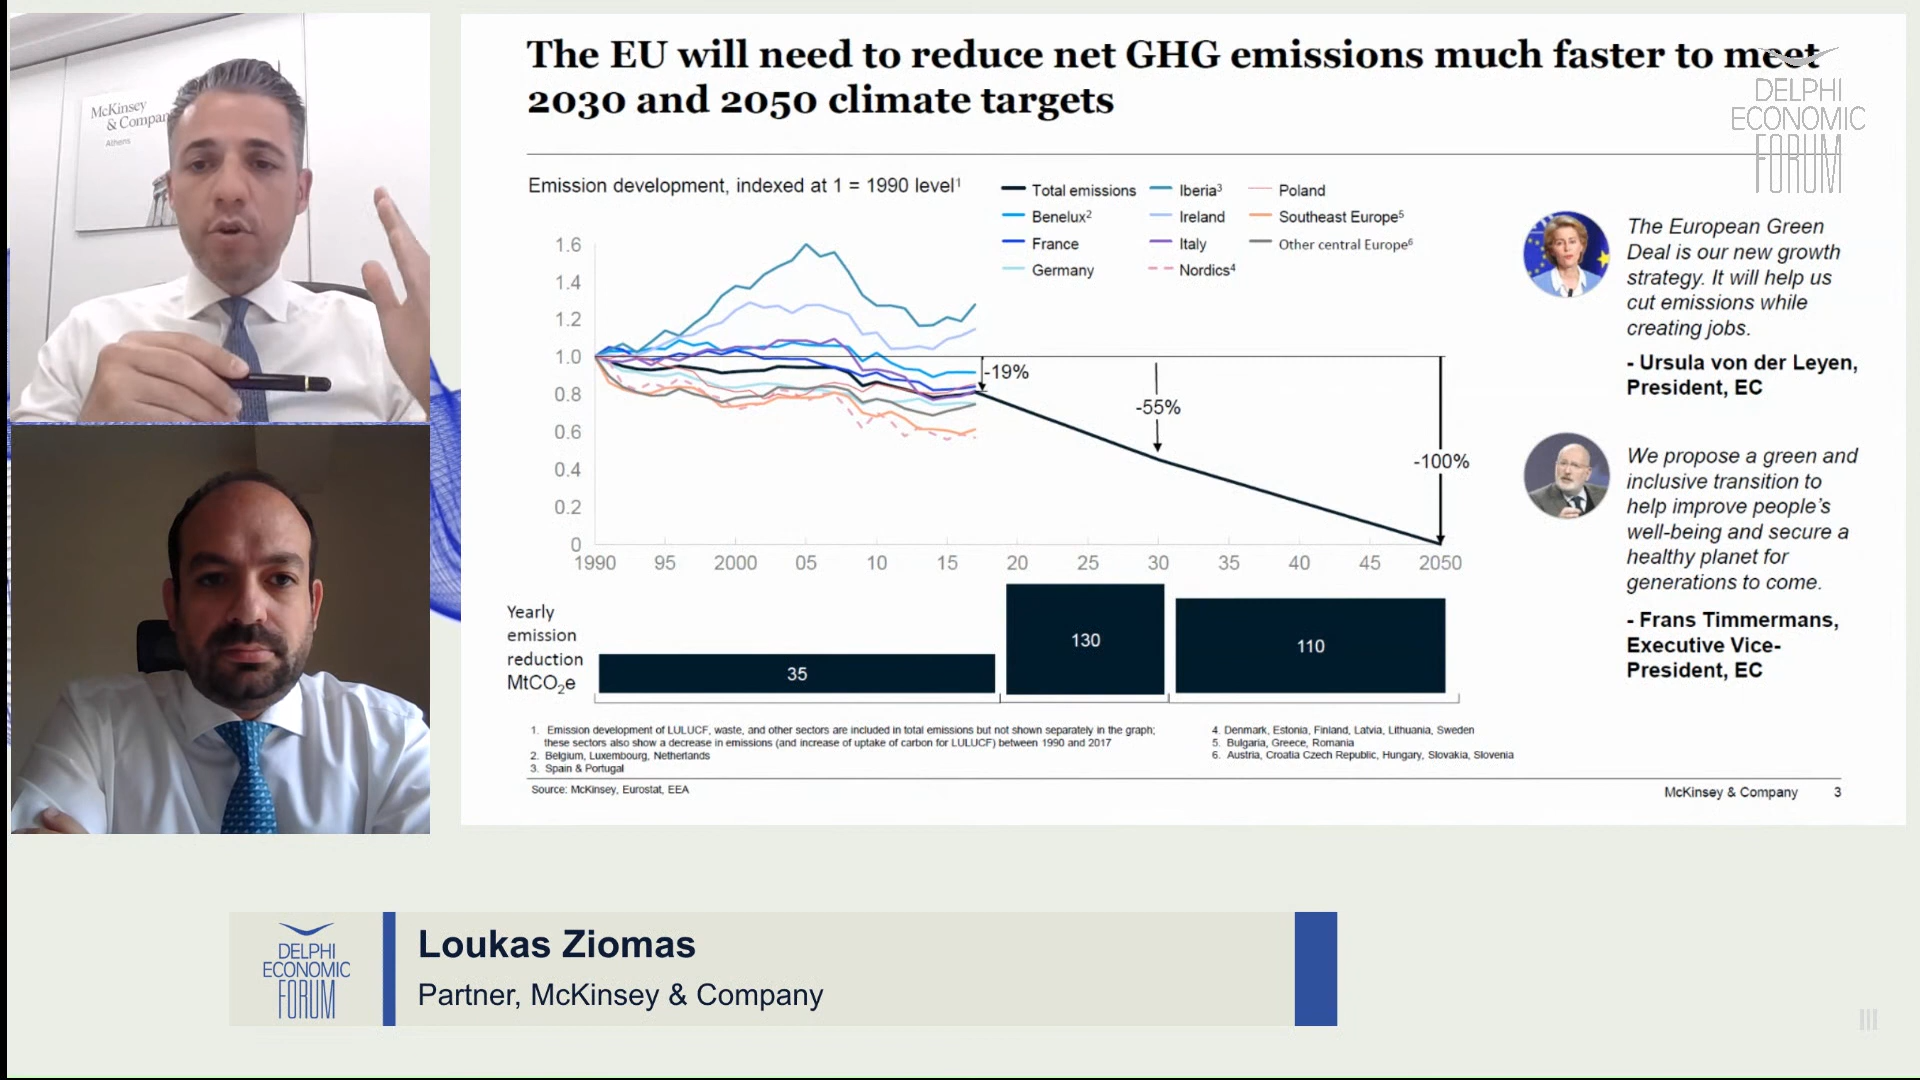 McKinsey
& Compan
Athens
The EU will need to reduce net GHG emissions much faster to meet
2030 and 2050 climate targets
DELPHI
ECONOMIC
FORUM
Emission development, indexed at 1 = 1990 level¹
Total emissions
Benelux²
France
Germany
Iberia³
Ireland
Italy
Nordics⁴
Poland
Southeast Europe⁵
Other central Europe⁶
1.6
1.4
1.2
1.0
0.8
0.6
0.4
0.2
0
-19%
-55%
-100%
1990 95 2000 05 10 15 20 25 30 35 40 45 2050
Yearly
emission
reduction
MtCO₂e
35
130
110
The European Green
Deal is our new growth
strategy. It will help us
cut emissions while
creating jobs.
- Ursula von der Leyen,
President, EC
We propose a green and
inclusive transition to
help improve people's
well-being and secure a
healthy planet for
generations to come.
- Frans Timmermans,
Executive Vice-
President, EC
1. Emission development of LULUCF, waste, and other sectors are included in total emissions but not shown separately in the graph;
these sectors also show a decrease in emissions (and increase of uptake of carbon for LULUCF) between 1990 and 2017
2. Belgium, Luxembourg, Netherlands
3. Spain & Portugal
4. Denmark, Estonia, Finland, Latvia, Lithuania, Sweden
5. Bulgaria, Greece, Romania
6. Austria, Croatia Czech Republic, Hungary, Slovakia, Slovenia
Source: McKinsey, Eurostat, EEA
McKinsey & Company 3
DELPHI
ECONOMIC
FORUM
Loukas Ziomas
Partner, McKinsey & Company